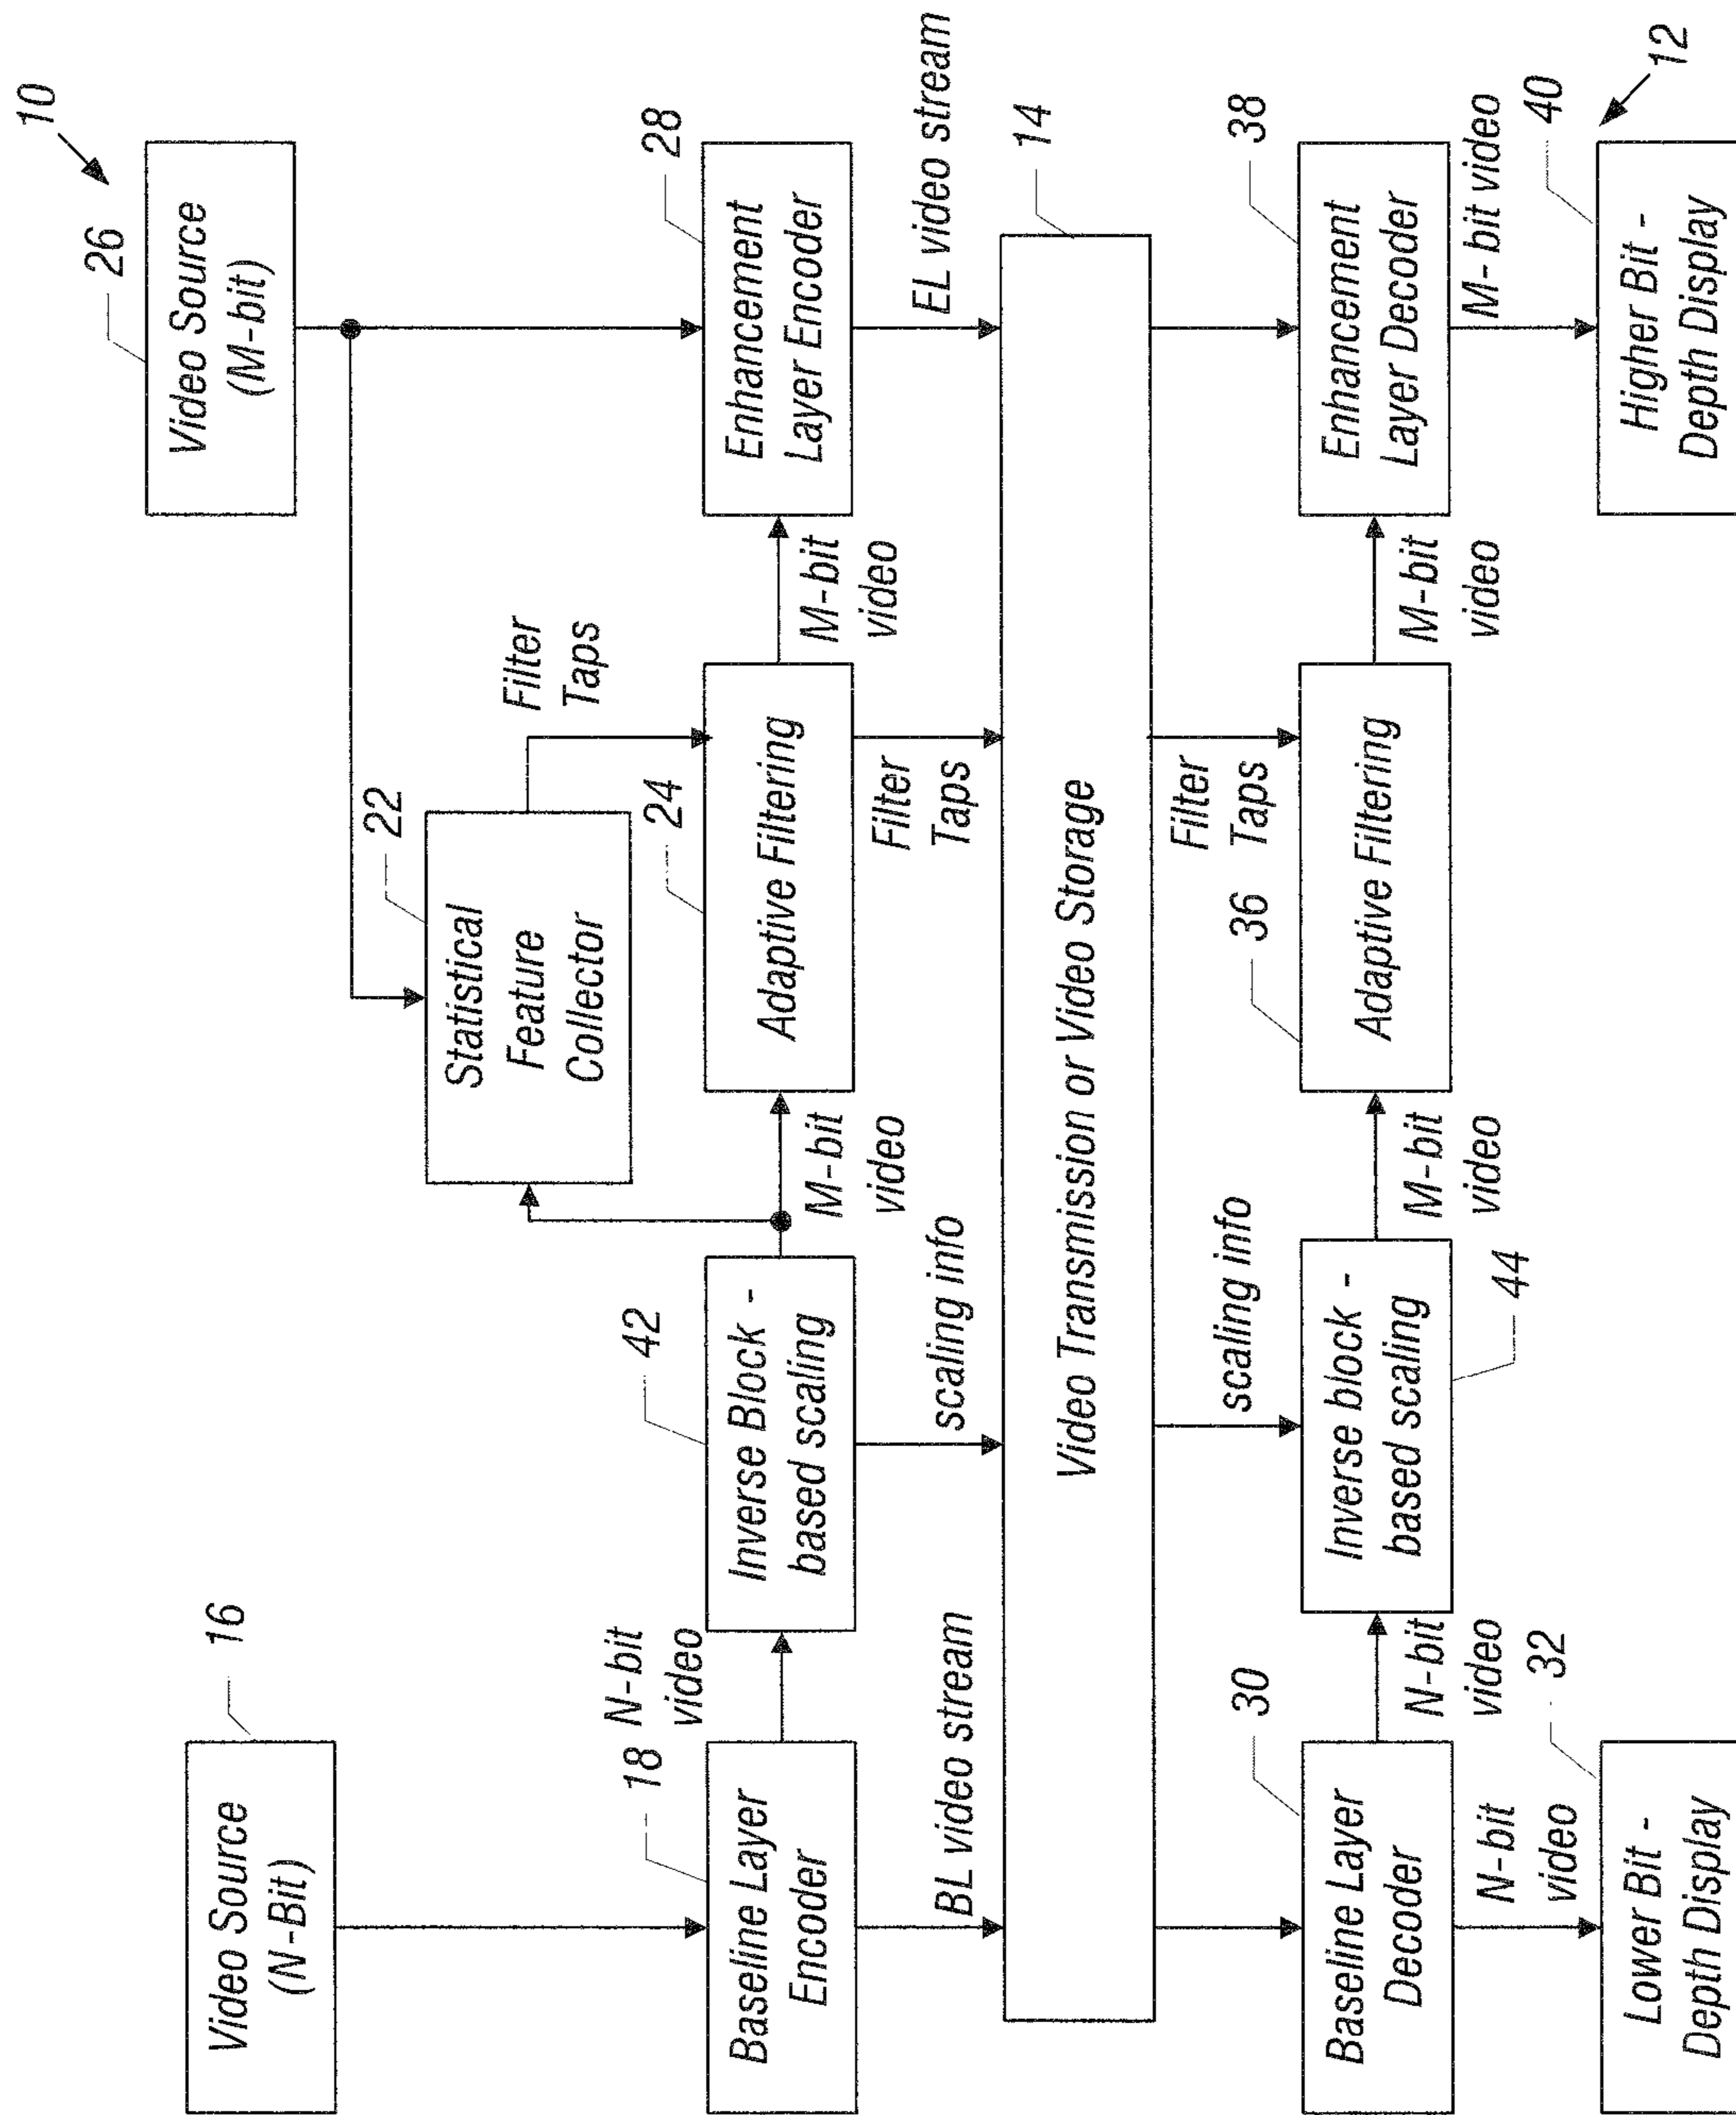 10
26
Video Source
(M-bit)
16
Video Source
(N-Bit)
22
Statistical
Feature
Collector
Filter
Taps
18
Baseline Layer
Encoder
N-bit
video
42
Inverse Block -
based scaling
M-bit
video
24
Adaptive Filtering
M-bit
video
28
Enhancement
Layer Encoder
BL video stream
scaling info
Filter
Taps
EL video stream
14
Video Transmission or Video Storage
scaling info
Filter
Taps
30
Baseline Layer
Decoder
N-bit
video
Inverse block -
based scaling
44
M-bit
video
36
Adaptive Filtering
M-bit
video
38
Enhancement
Layer Decoder
N-bit
video
32
Lower Bit -
Depth Display
M- bit video
40
Higher Bit -
Depth Display
12